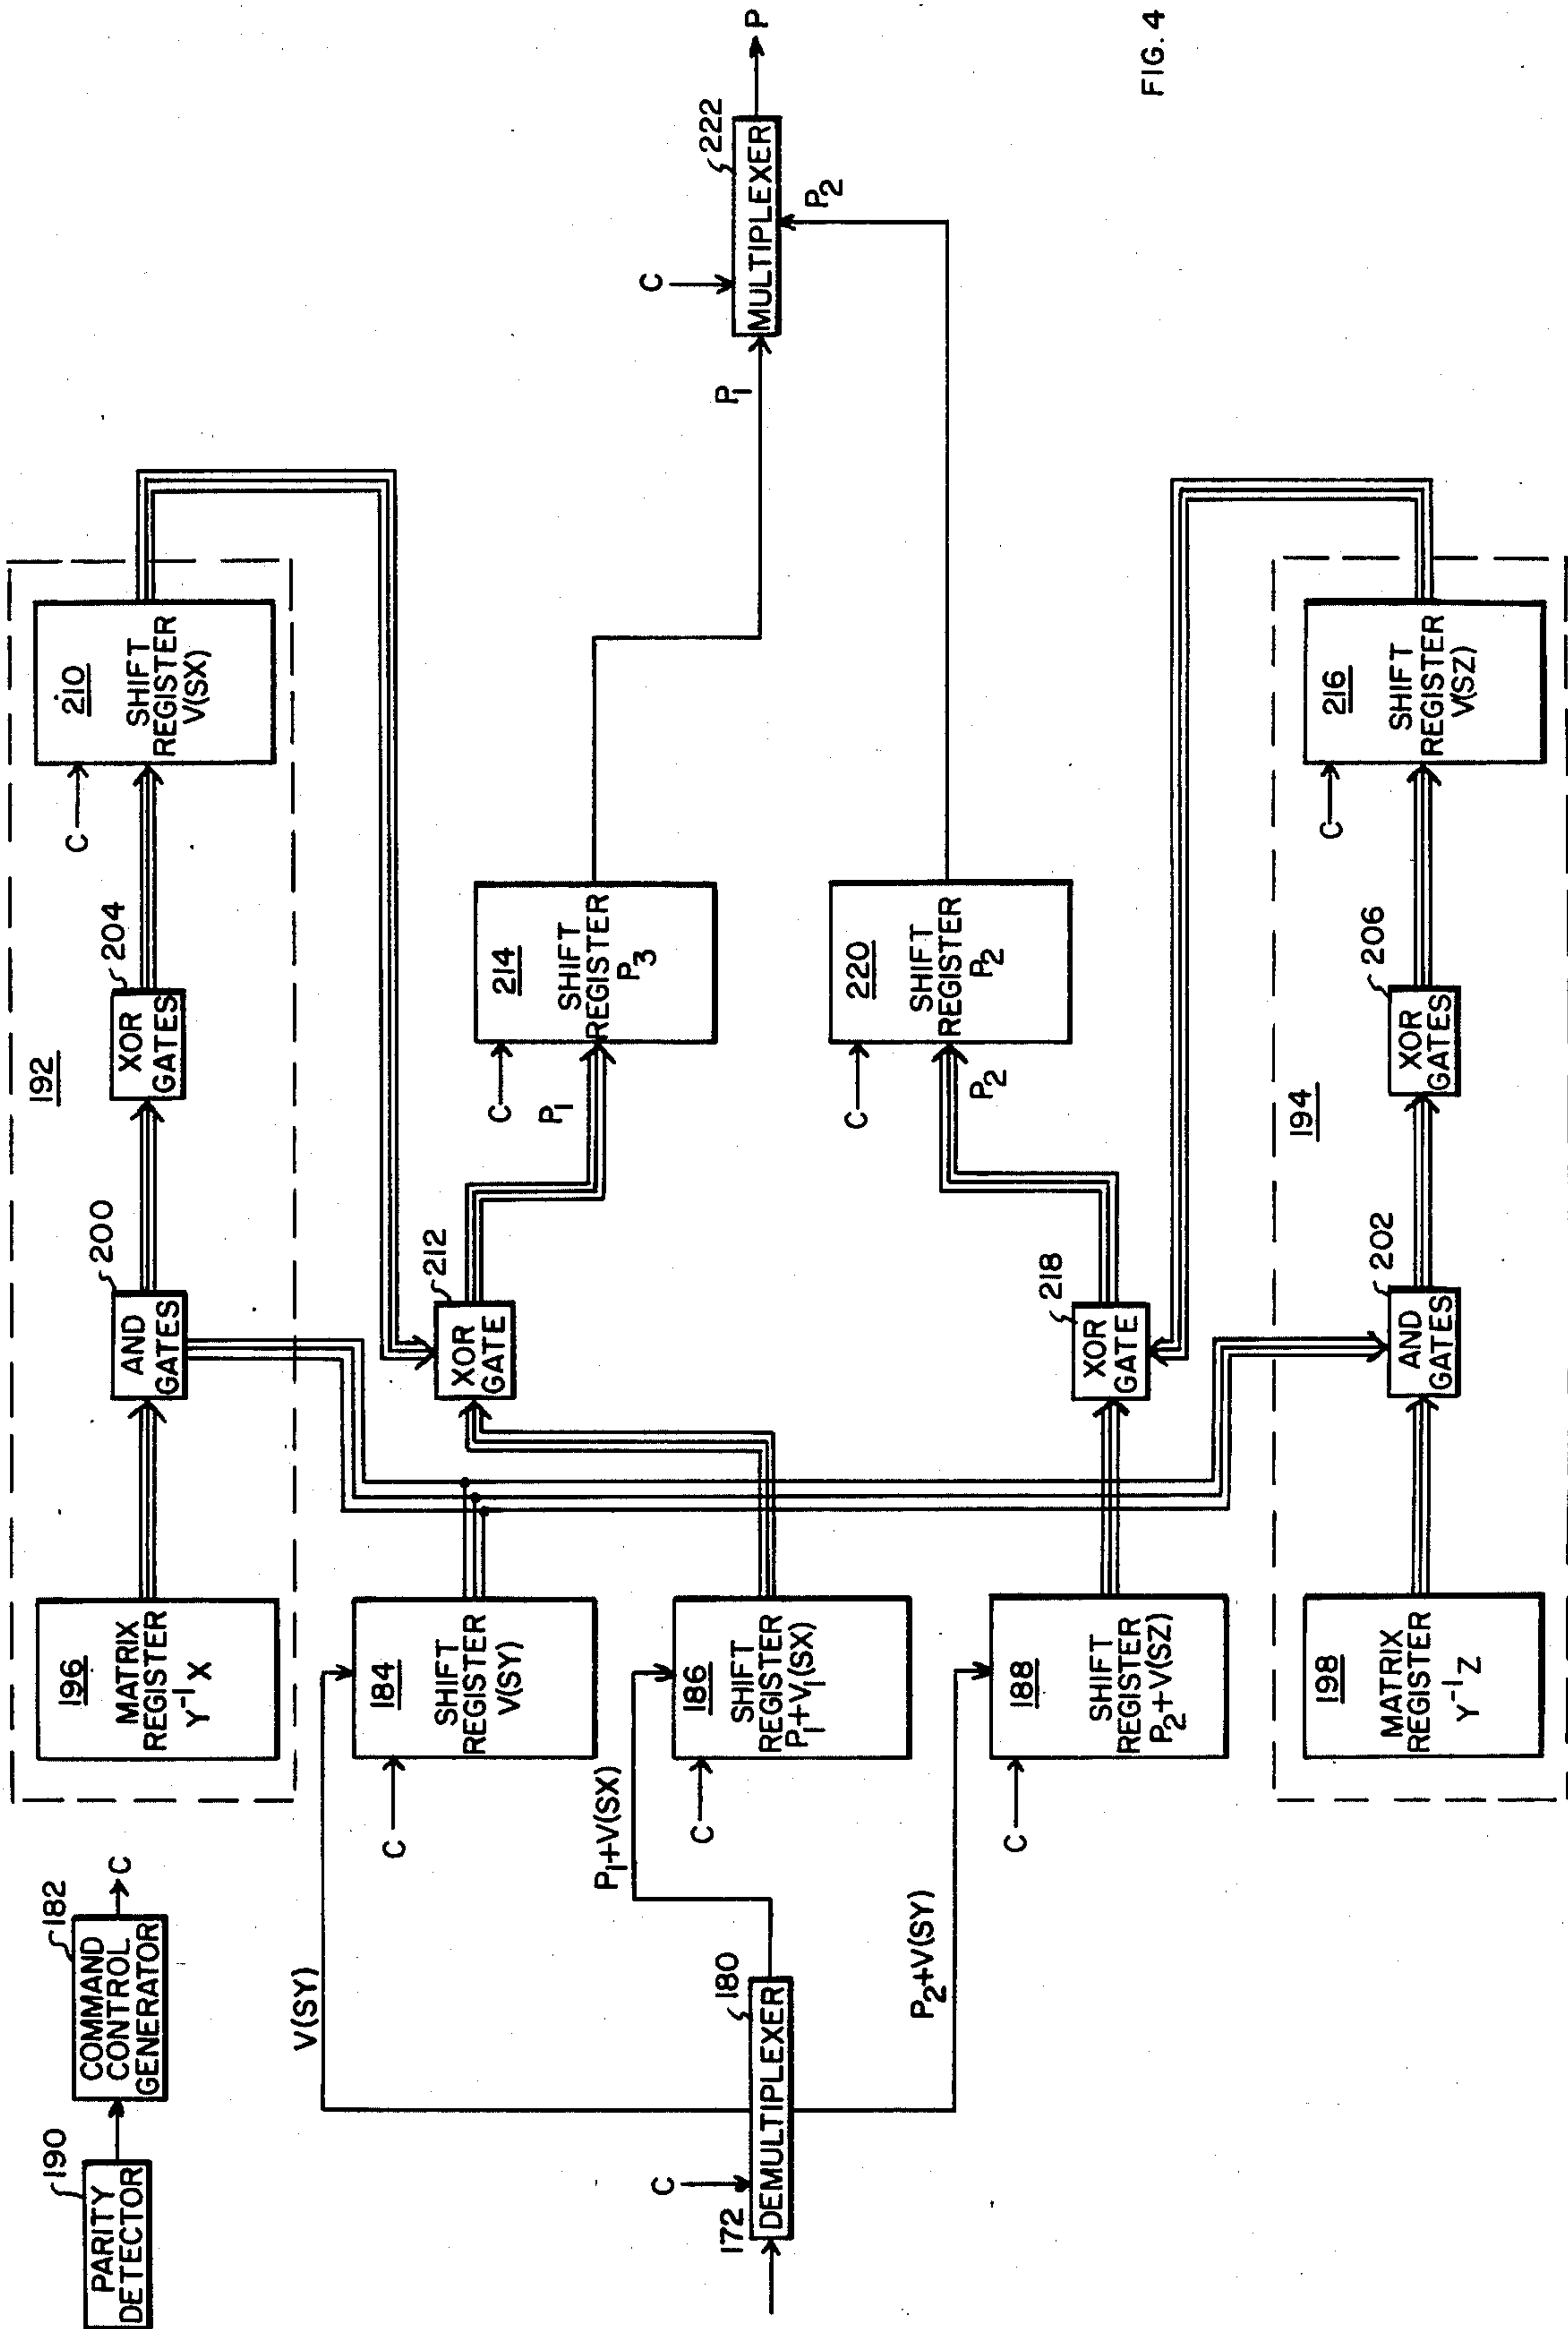 190
PARITY
DETECTOR
182
COMMAND
CONTROL
GENERATOR
C
172
C
180
DEMULTIPLEXER
V(SY)
P₁+V(SX)
P₂+V(SY)
192
196
MATRIX
REGISTER
Y⁻¹X
200
AND
GATES
204
XOR
GATES
C
210
SHIFT
REGISTER
V(SX)
C
184
SHIFT
REGISTER
V(SY)
C
186
SHIFT
REGISTER
P₁+V₁(SX)
C
188
SHIFT
REGISTER
P₂+V(SZ)
212
XOR
GATE
P₁
C
214
SHIFT
REGISTER
P₃
218
XOR
GATE
P₂
C
220
SHIFT
REGISTER
P₂
194
198
MATRIX
REGISTER
Y⁻¹Z
202
AND
GATES
206
XOR
GATES
C
216
SHIFT
REGISTER
V(SZ)
P₁
C
222
MULTIPLEXER
P₂
P
FIG. 4